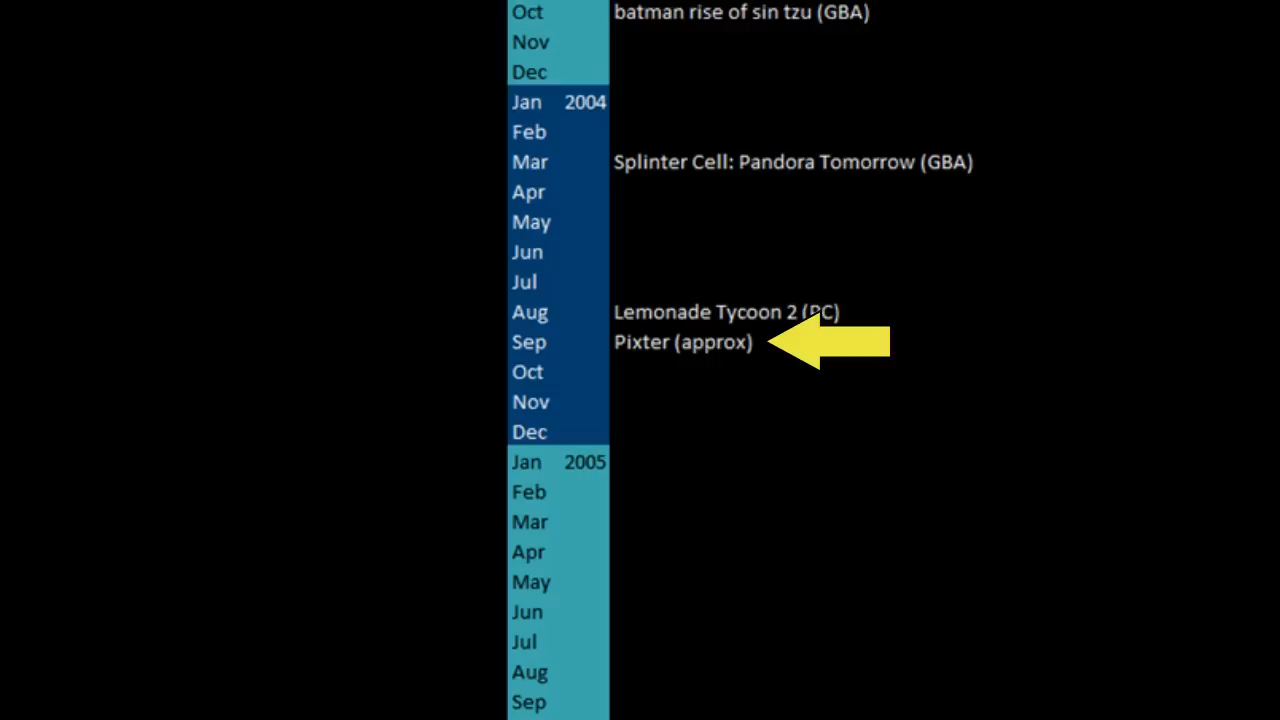 Oct batman rise of sin tzu (GBA)
Nov
Dec
Jan 2004
Feb
Mar Splinter Cell: Pandora Tomorrow (GBA)
Apr
May
Jun
Jul
Aug Lemonade Tycoon 2 (PC)
Sep Pixter (approx)
Oct
Nov
Dec
Jan 2005
Feb
Mar
Apr
May
Jun
Jul
Aug
Sep